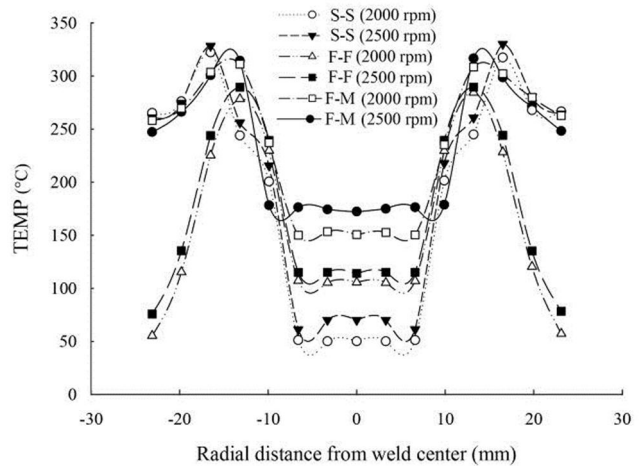 S-S (2000 rpm)
S-S (2500 rpm)
F-F (2000 rpm)
F-F (2500 rpm)
F-M (2000 rpm)
F-M (2500 rpm)
TEMP (°C)
350
300
250
200
150
100
50
0
-30 -20 -10 0 10 20 30
Radial distance from weld center (mm)